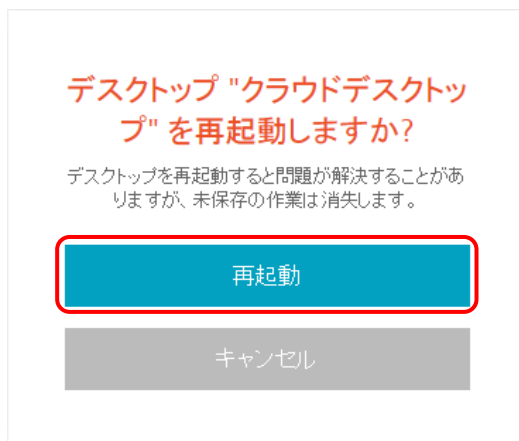 デスクトップ "クラウドデスクトッ
プ" を再起動しますか?
デスクトップを再起動すると問題が解決することがあ
りますが、未保存の作業は消失します。
再起動
キャンセル